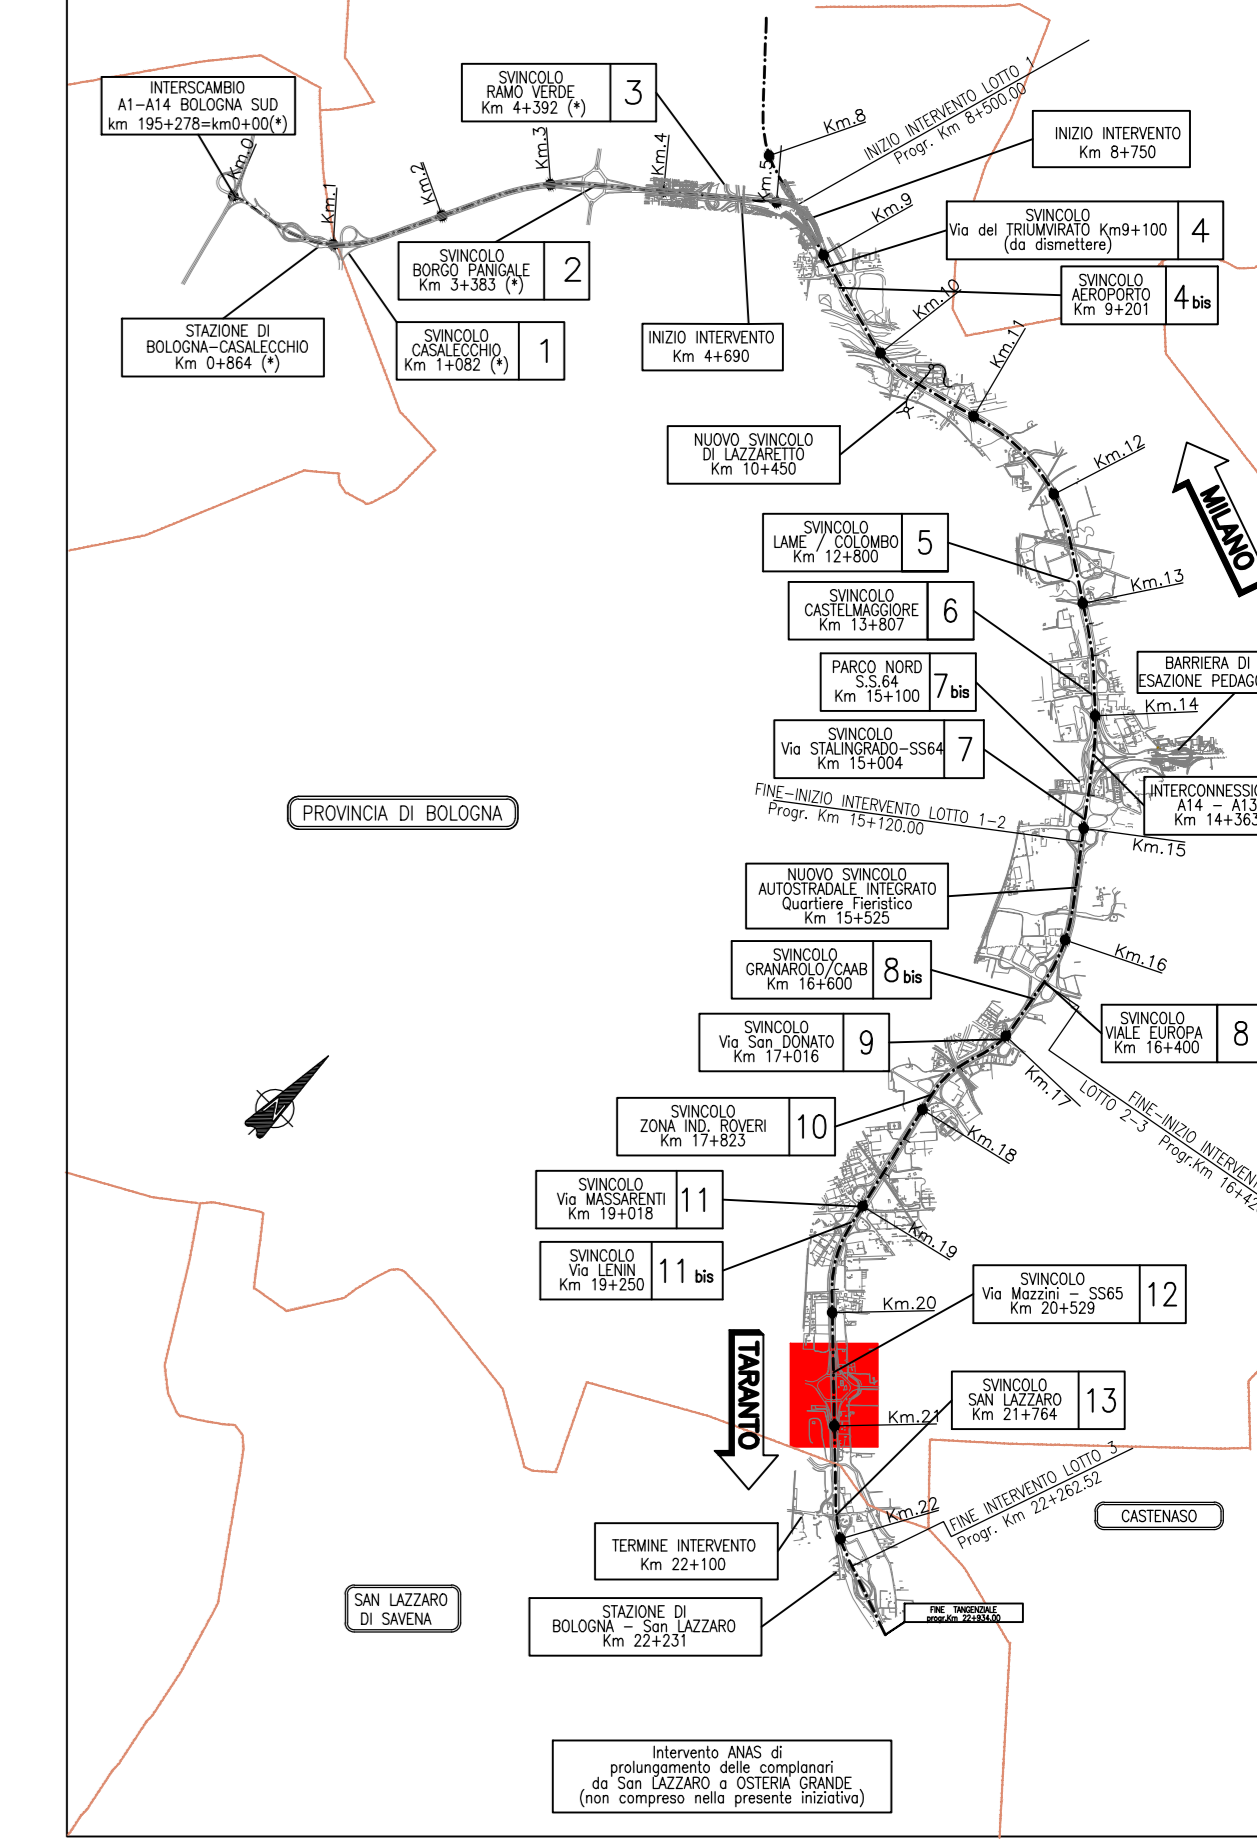 INTERSCAMBIO
A1-A14 BOLOGNA SUD
km 195+278=km0+00(*)
SVINCOLO
RAMO VERDE
Km 4+392 (*)
3
Km.0
Km.1
Km.2
Km.3
Km.4
Km.5
Km.8
INIZIO INTERVENTO LOTTO 1
Progr. Km 8+500.00
INIZIO INTERVENTO
Km 8+750
Km.9
SVINCOLO
Via del TRIUMVIRATO Km9+100
(da dismettere)
4
SVINCOLO
BORGO PANIGALE
Km 3+383 (*)
2
SVINCOLO
AEROPORTO
Km 9+201
4 bis
Km.10
STAZIONE DI
BOLOGNA-CASALECCHIO
Km 0+864 (*)
SVINCOLO
CASALECCHIO
Km 1+082 (*)
1
INIZIO INTERVENTO
Km 4+690
Km.11
NUOVO SVINCOLO
DI LAZZARETTO
Km 10+450
Km.12
MILANO
SVINCOLO
LAME / COLOMBO
Km 12+800
5
Km.13
SVINCOLO
CASTELMAGGIORE
Km 13+807
6
PARCO NORD
S.S.64
Km 15+100
7 bis
BARRIERA DI
ESAZIONE
Km.14
SVINCOLO
Via STALINGRADO-SS64
Km 15+004
7
INTERCONNESSI
A14 - A13
Km 14+363
FINE-INIZIO INTERVENTO LOTTO 1-2
Progr. Km 15+120.00
Km.15
PROVINCIA DI BOLOGNA
NUOVO SVINCOLO
AUTOSTRADALE INTEGRATO
Quartiere Fieristico
Km 15+525
Km.16
SVINCOLO
GRANAROLO/CAAB
Km 16+600
8 bis
SVINCOLO
VIALE EUROPA
Km 16+400
8
SVINCOLO
Via San DONATO
Km 17+016
9
Km.17
FINE-INIZIO
LOTTO 2-3 Progr.Km
SVINCOLO
ZONA IND. ROVERI
Km 17+823
10
Km.18
SVINCOLO
Via MASSARENTI
Km 19+018
11
Km.19
SVINCOLO
Via LENIN
Km 19+250
11 bis
SVINCOLO
Via Mazzini - SS65
Km 20+529
12
Km.20
TARANTO
SVINCOLO
SAN LAZZARO
Km 21+764
13
Km.21
FINE INTERVENTO LOTTO 3
Progr. Km 22+262.52
Km.22
CASTENASO
TERMINE INTERVENTO
Km 22+100
SAN LAZZARO
DI SAVENA
STAZIONE DI
BOLOGNA - San LAZZARO
Km 22+231
FINE TANGENZIALE
progr.Km 22+934.00
Intervento ANAS di
prolungamento delle complanari
da San LAZZARO a OSTERIA GRANDE
(non compreso nella presente iniziativa)